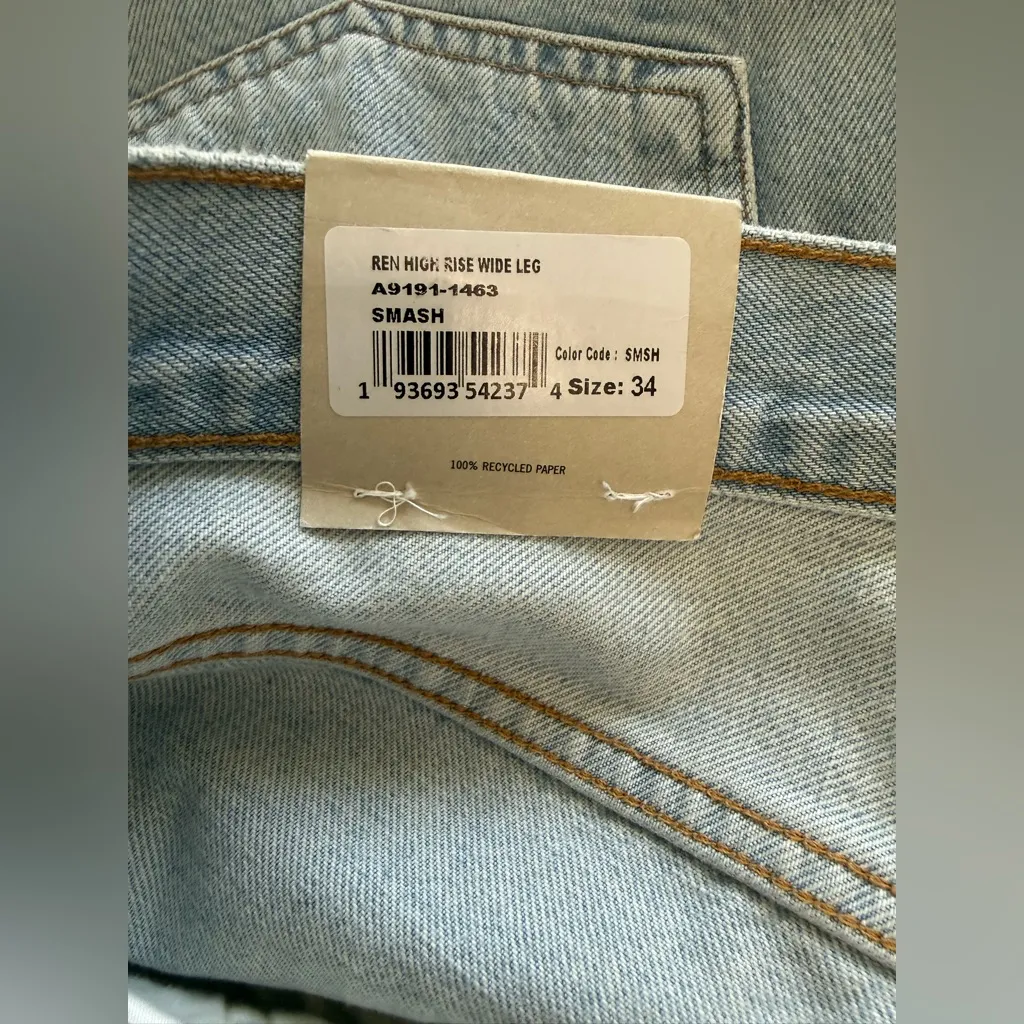 REN HIGH RISE WIDE LEG
A9191-1463
SMASH
Color Code : SMSH
1 93693 54237 4 Size: 34
100% RECYCLED PAPER